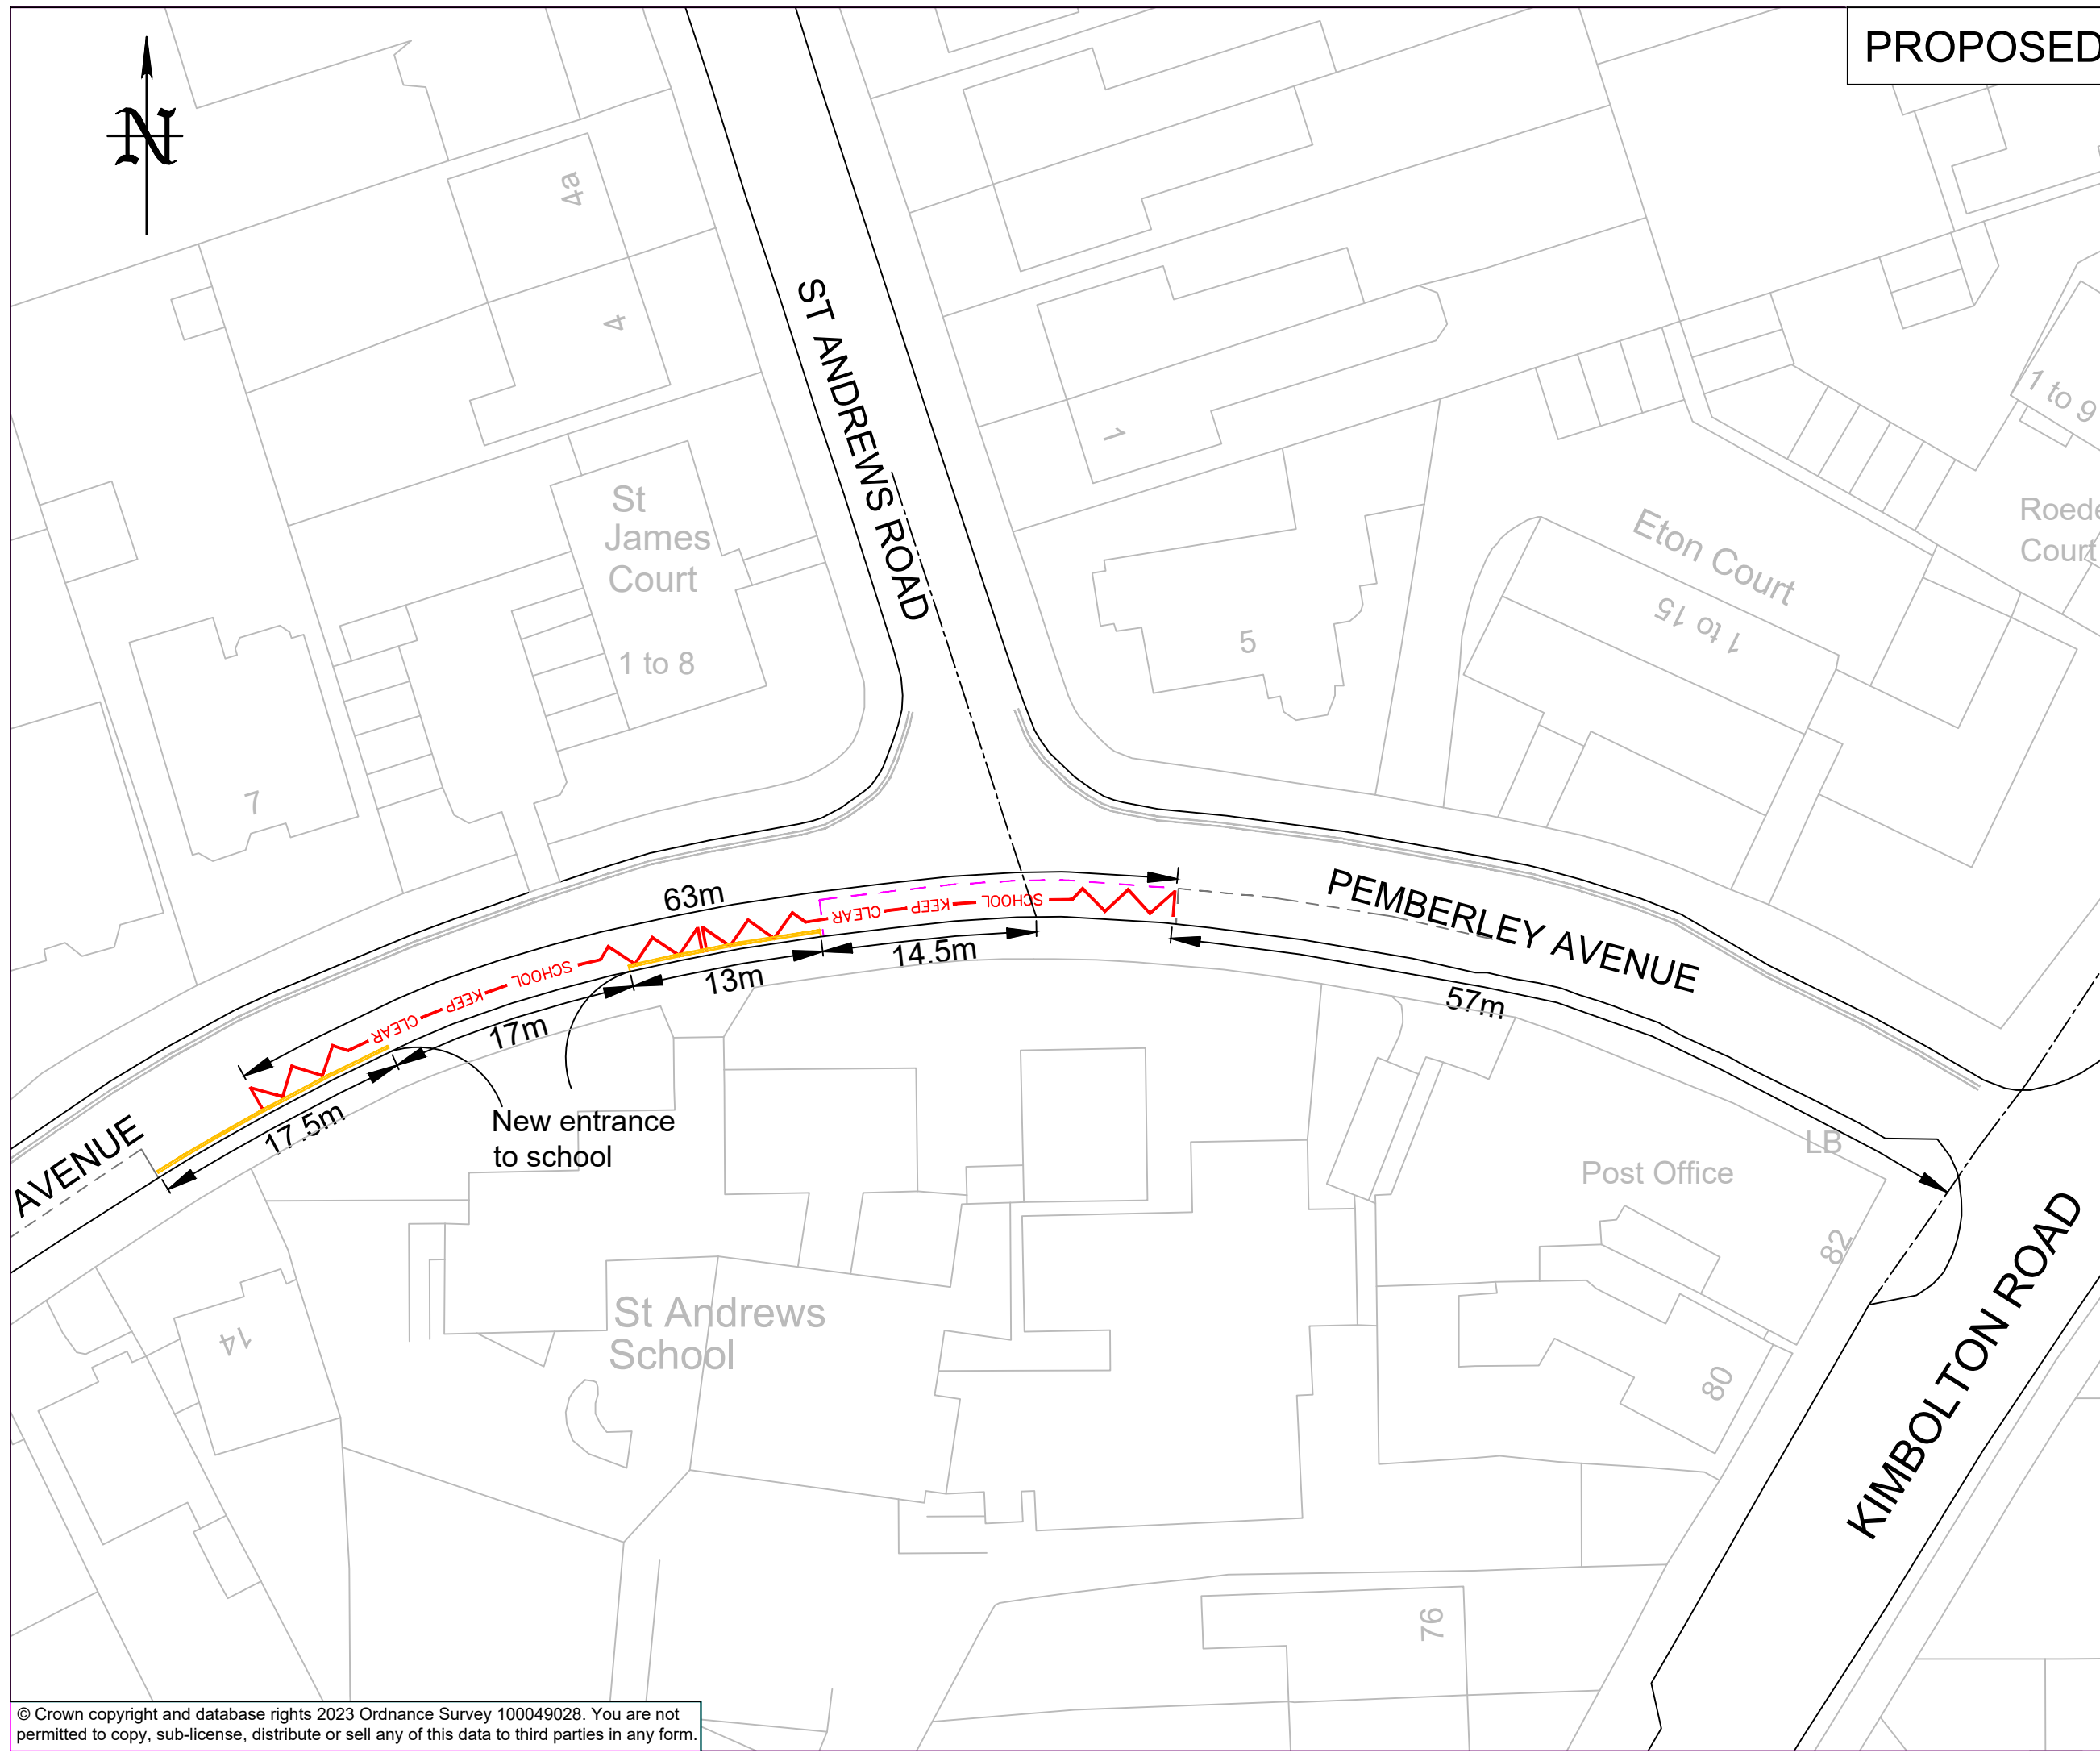 PROPOSED
N
4a
4
ST ANDREWS ROAD
1
1 to 9
St
James
Court
1 to 8
Eton Court
1 to 15
Court
5
7
63m
SCHOOL
KEEP
CLEAR
SCHOOL
KEEP
CLEAR
PEMBERLEY AVENUE
14.5m
13m
57m
17m
17.5m
New entrance
to school
AVENUE
LB
Post Office
82
St Andrews
School
14
80
KIMBOLTON ROAD
76
© Crown copyright and database rights 2023 Ordnance Survey 100049028. You are not
permitted to copy, sub-license, distribute or sell any of this data to third parties in any form.